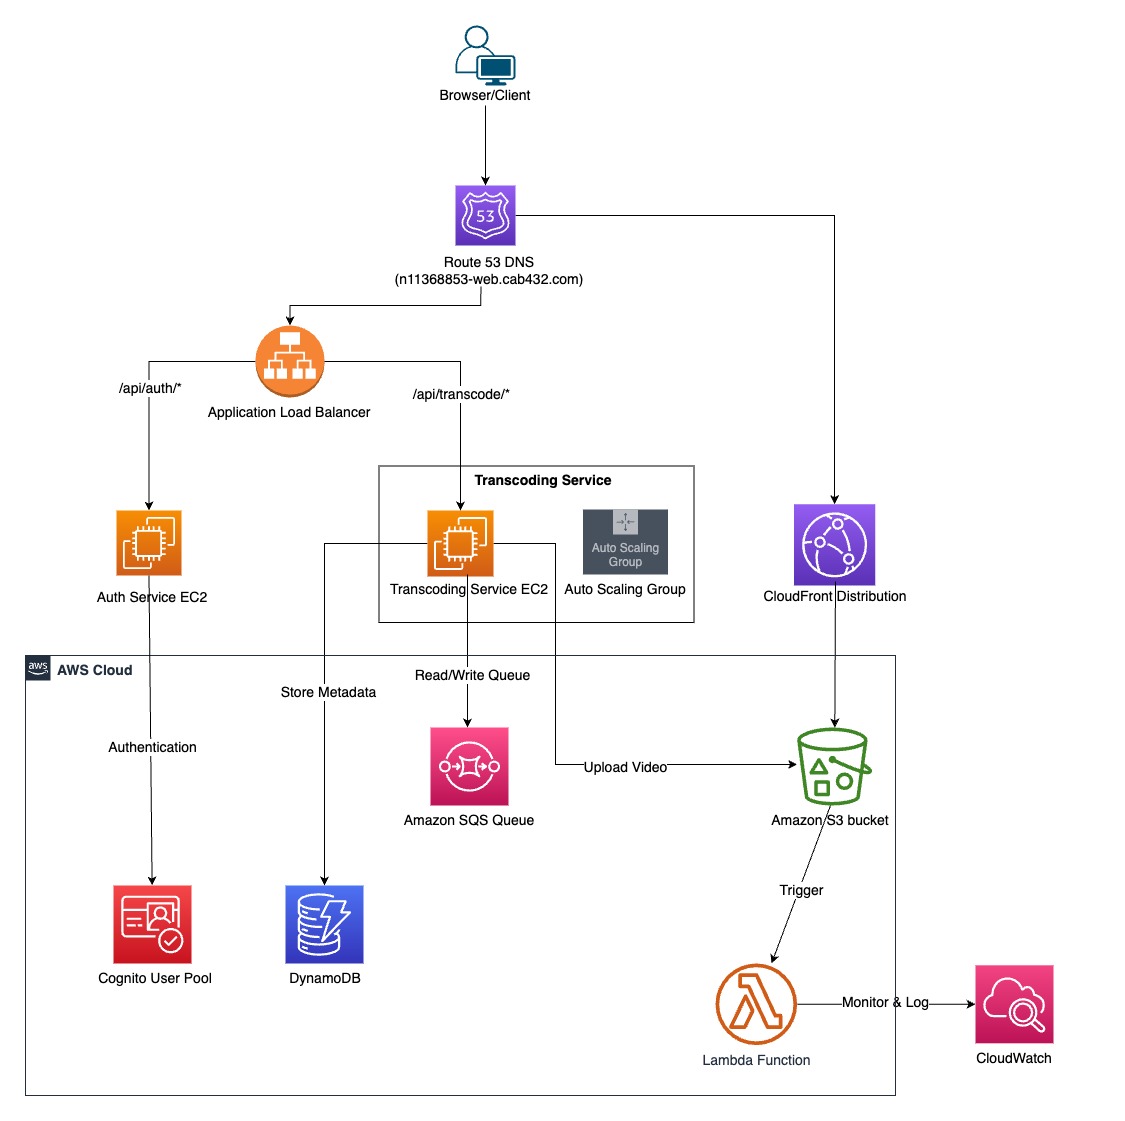 Browser/Client
53
Route 53 DNS
(n11368853-web.cab432.com)
/api/auth/*
/api/transcode/*
Application Load Balancer
Transcoding Service
Auto Scaling
Group
Transcoding Service EC2
Auto Scaling Group
Auth Service EC2
CloudFront Distribution
aws
AWS Cloud
Read/Write Queue
Store Metadata
Authentication
Upload Video
Amazon SQS Queue
Amazon S3 bucket
Trigger
Cognito User Pool
DynamoDB
Monitor & Log
Lambda Function
CloudWatch